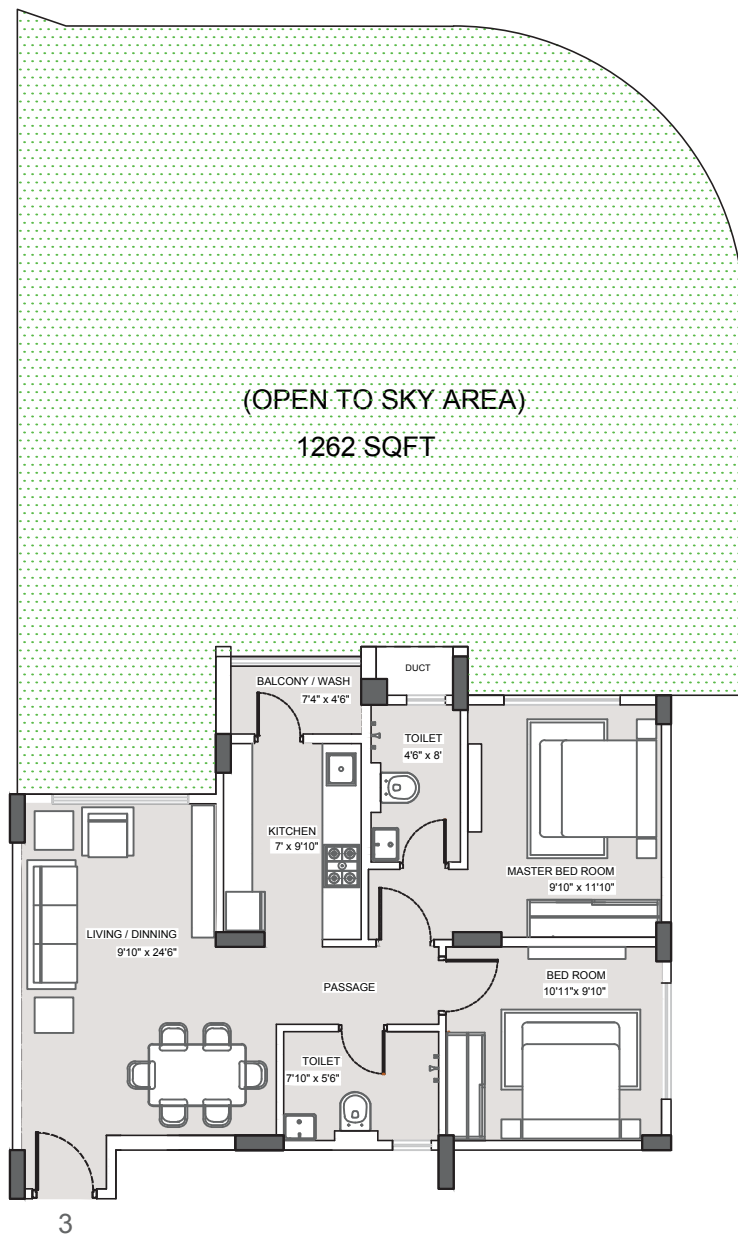 (OPEN TO SKY AREA)
1262 SQFT
DUCT
BALCONY / WASH
7'4" x 4'6"
TOILET
4'6" x 8'
KITCHEN
7' x 9'10"
MASTER BED ROOM
9'10" x 11'10"
LIVING / DINNING
9'10" x 24'6"
PASSAGE
BED ROOM
10'11"x 9'10"
TOILET
7'10" x 5'6"
3